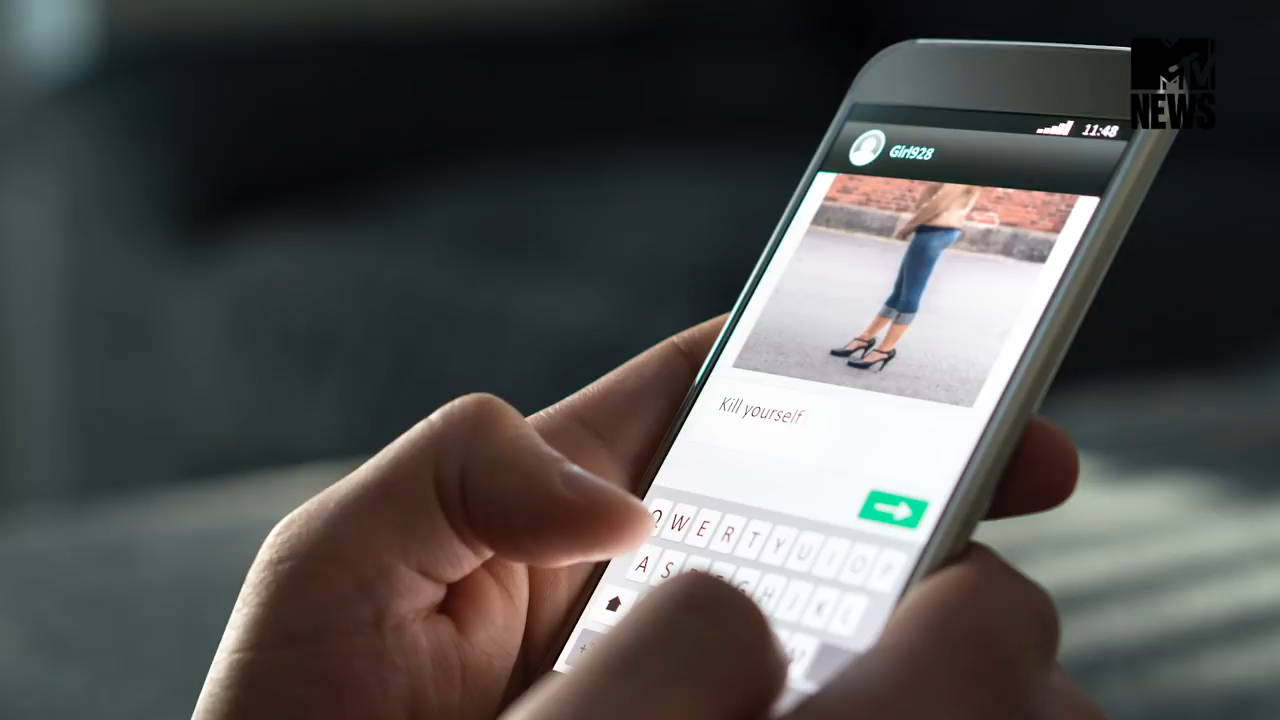 MTV
NEWS
11:48
Girl928
Kill yourself
Q W E R T Y U I O P
A S D F G H J K L